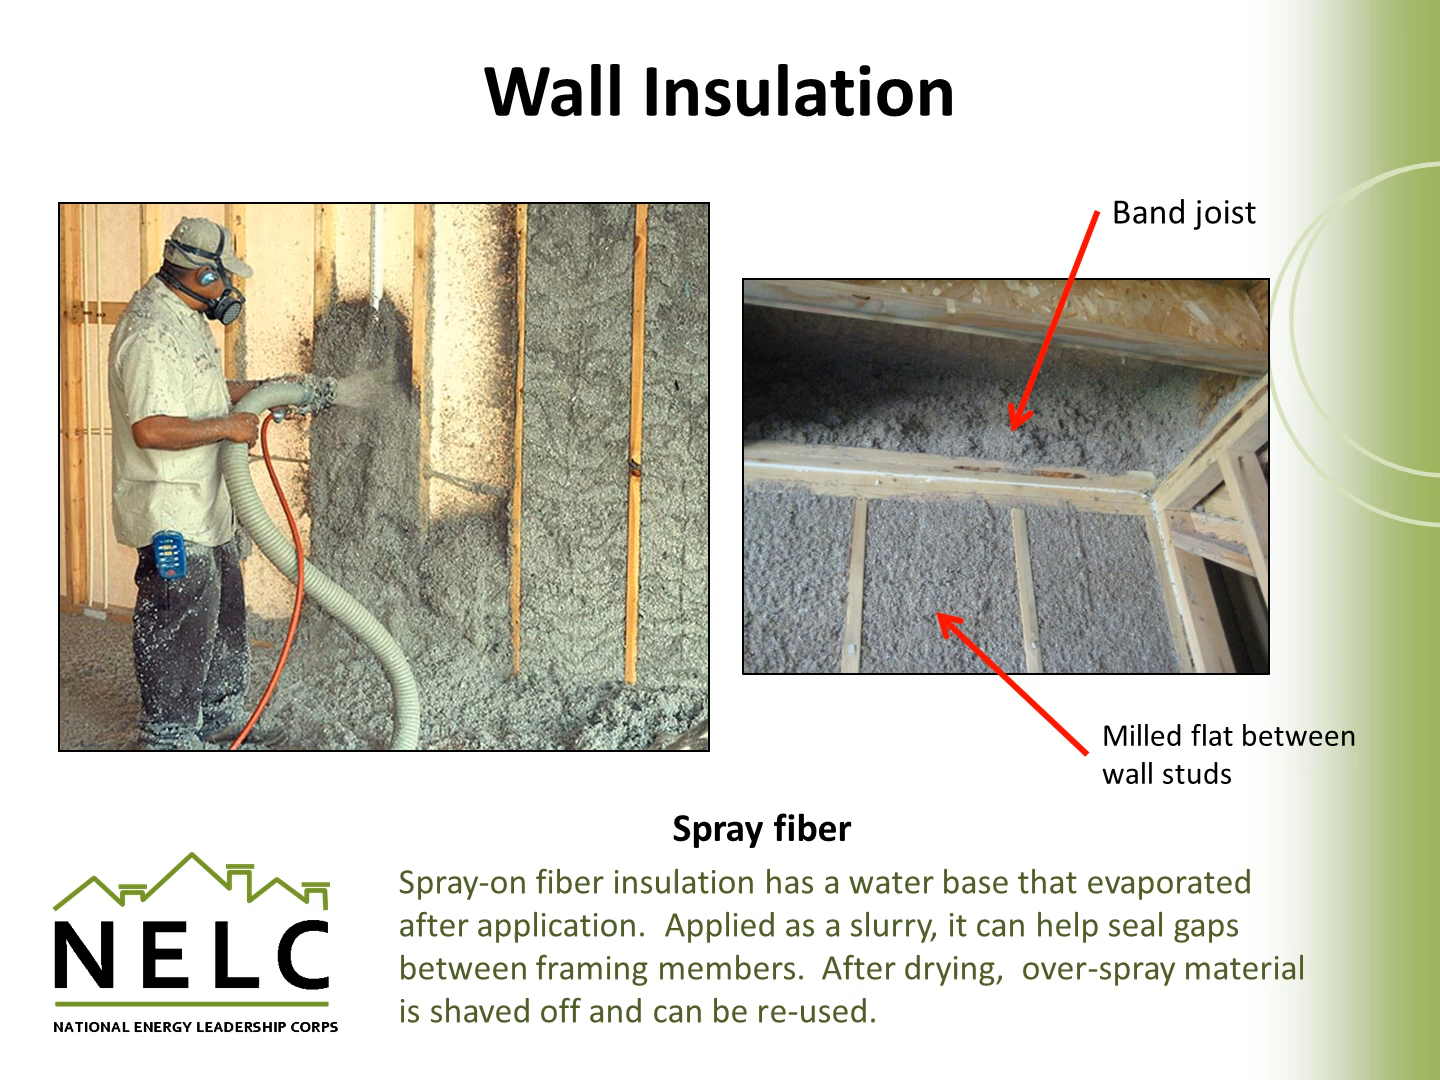 Wall Insulation
Band joist
Milled flat between
wall studs
Spray fiber
Spray-on fiber insulation has a water base that evaporated
after application.  Applied as a slurry, it can help seal gaps
between framing members.  After drying,  over-spray material
is shaved off and can be re-used.
NELC
NATIONAL ENERGY LEADERSHIP CORPS